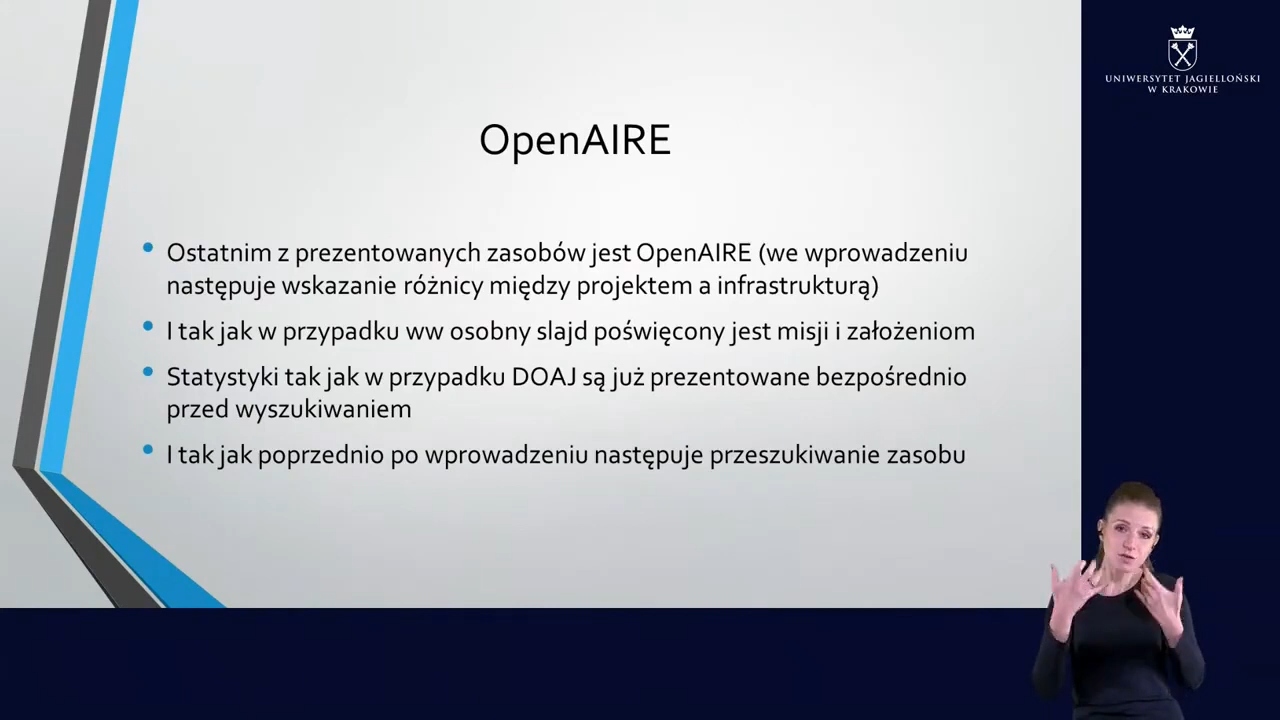 UNIWERSYTET JAGIELLOŃSKI
W KRAKOWIE
OpenAIRE
• Ostatnim z prezentowanych zasobów jest OpenAIRE (we wprowadzeniu
następuje wskazanie różnicy między projektem a infrastrukturą)
• I tak jak w przypadku ww osobny slajd poświęcony jest misji i założeniom
• Statystyki tak jak w przypadku DOAJ są już prezentowane bezpośrednio
przed wyszukiwaniem
• I tak jak poprzednio po wprowadzeniu następuje przeszukiwanie zasobu